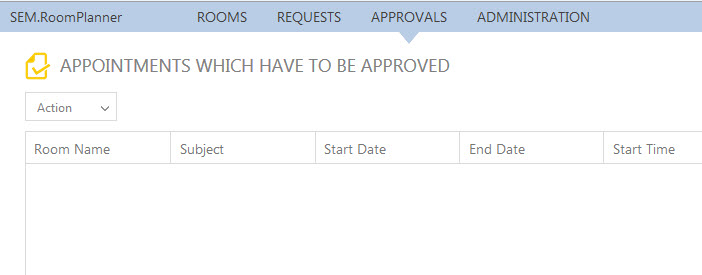 SEM.RoomPlanner ROOMS REQUESTS APPROVALS ADMINISTRATION
APPOINTMENTS WHICH HAVE TO BE APPROVED
Action
Room Name Subject Start Date End Date Start Time